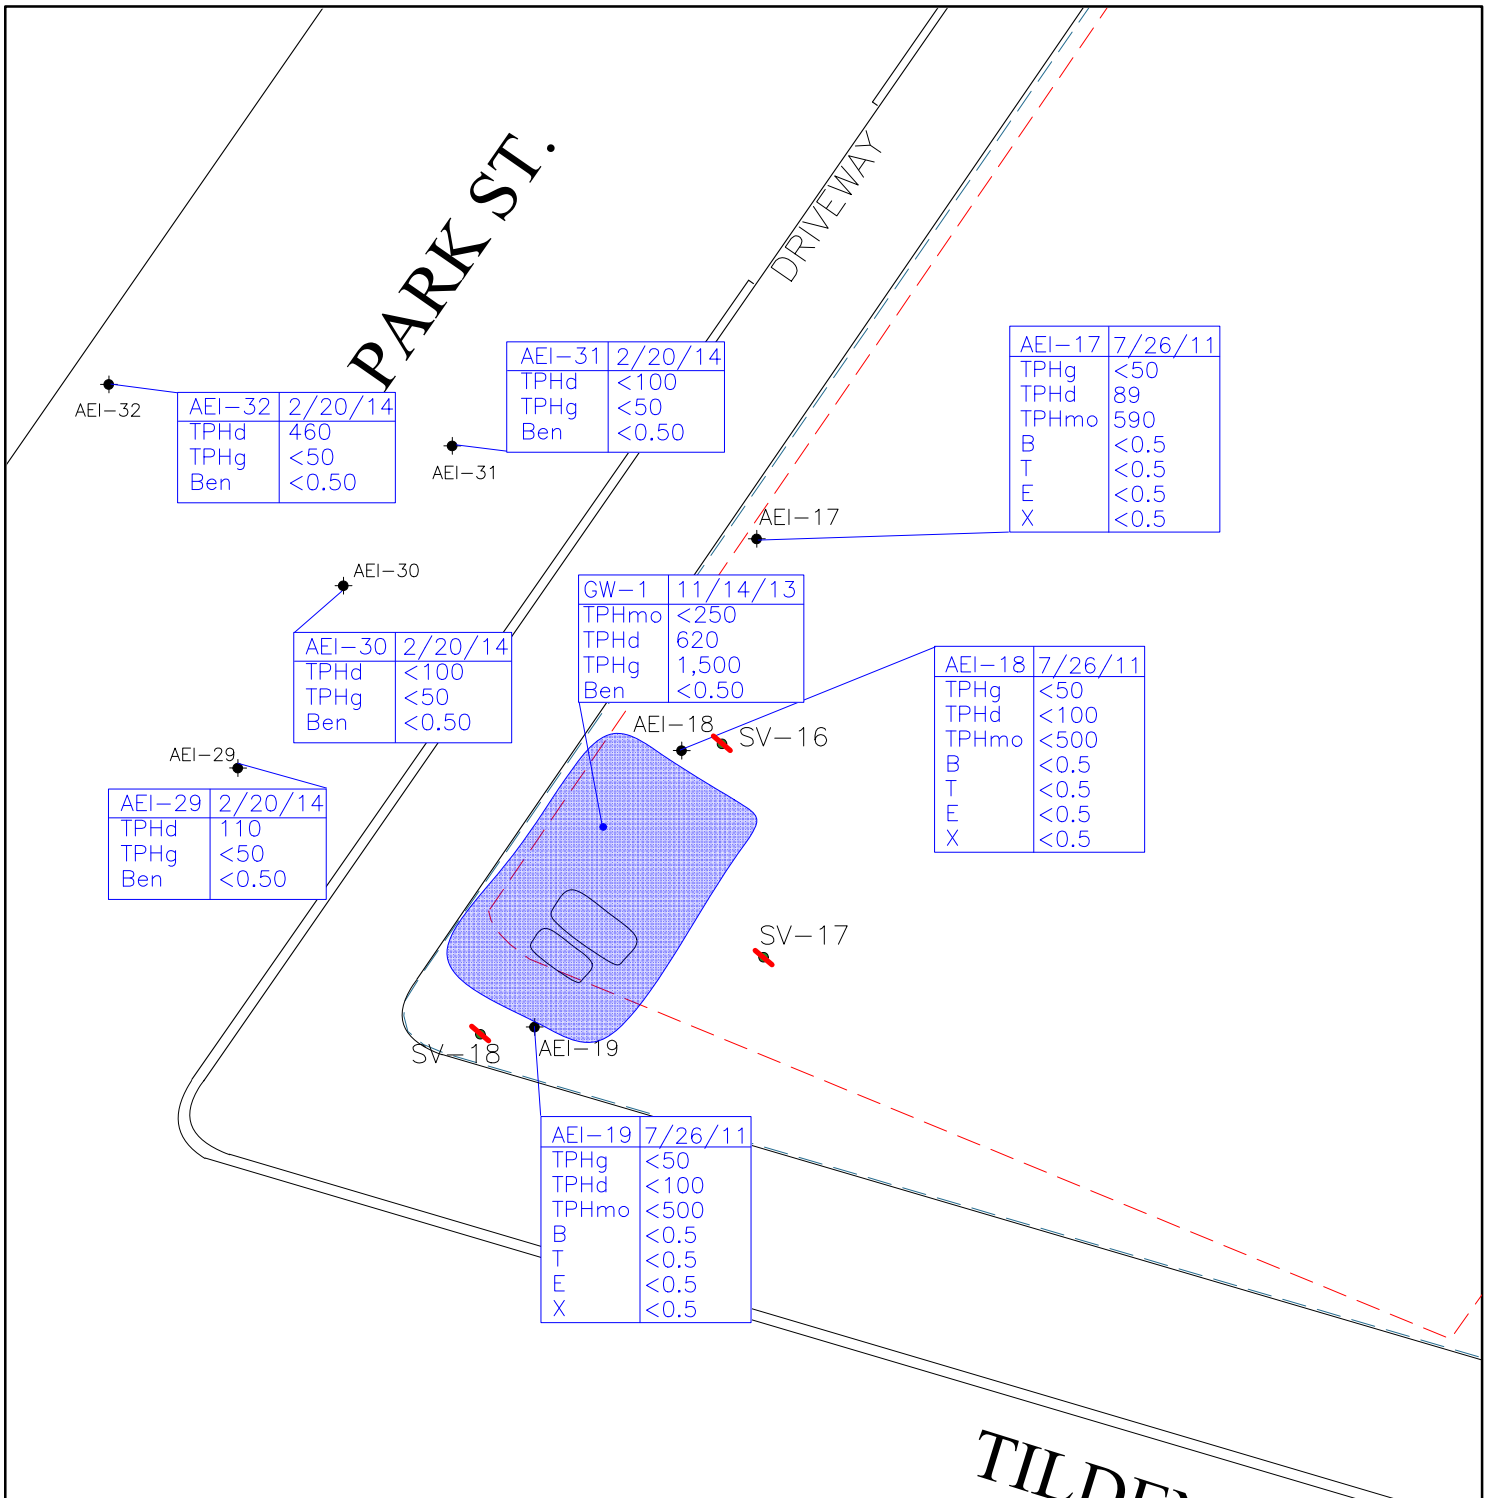 PARK ST.
DRIVEWAY
AEI-32
AEI-32 2/20/14
TPHd 460
TPHg <50
Ben <0.50
AEI-31 2/20/14
TPHd <100
TPHg <50
Ben <0.50
AEI-31
AEI-17 7/26/11
TPHg <50
TPHd 89
TPHmo 590
B <0.5
T <0.5
E <0.5
X <0.5
AEI-17
AEI-30
AEI-30 2/20/14
TPHd <100
TPHg <50
Ben <0.50
GW-1 11/14/13
TPHmo <250
TPHd 620
TPHg 1,500
Ben <0.50
AEI-18 7/26/11
TPHg <50
TPHd <100
TPHmo <500
B <0.5
T <0.5
E <0.5
X <0.5
AEI-18
SV-16
AEI-29
AEI-29 2/20/14
TPHd 110
TPHg <50
Ben <0.50
SV-17
SV-18
AEI-19
AEI-19 7/26/11
TPHg <50
TPHd <100
TPHmo <500
B <0.5
T <0.5
E <0.5
X <0.5